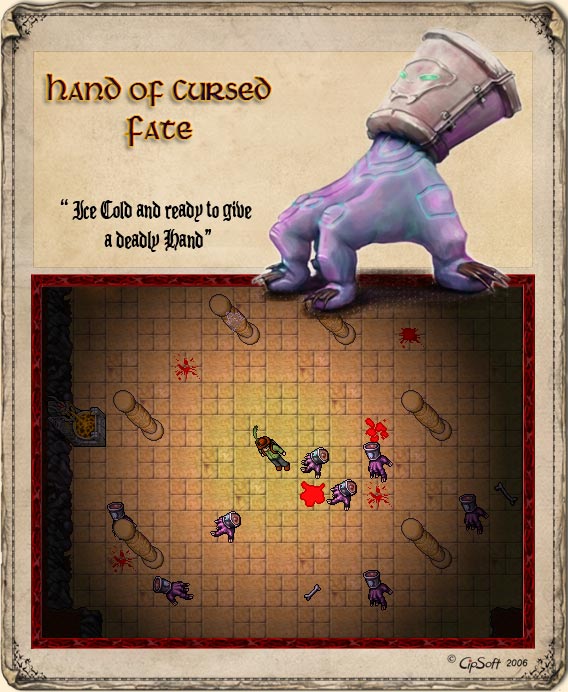 Hand of Cursed
Fate
“ Ice Cold and ready to give
a deadly Hand”
© CipSoft 2006